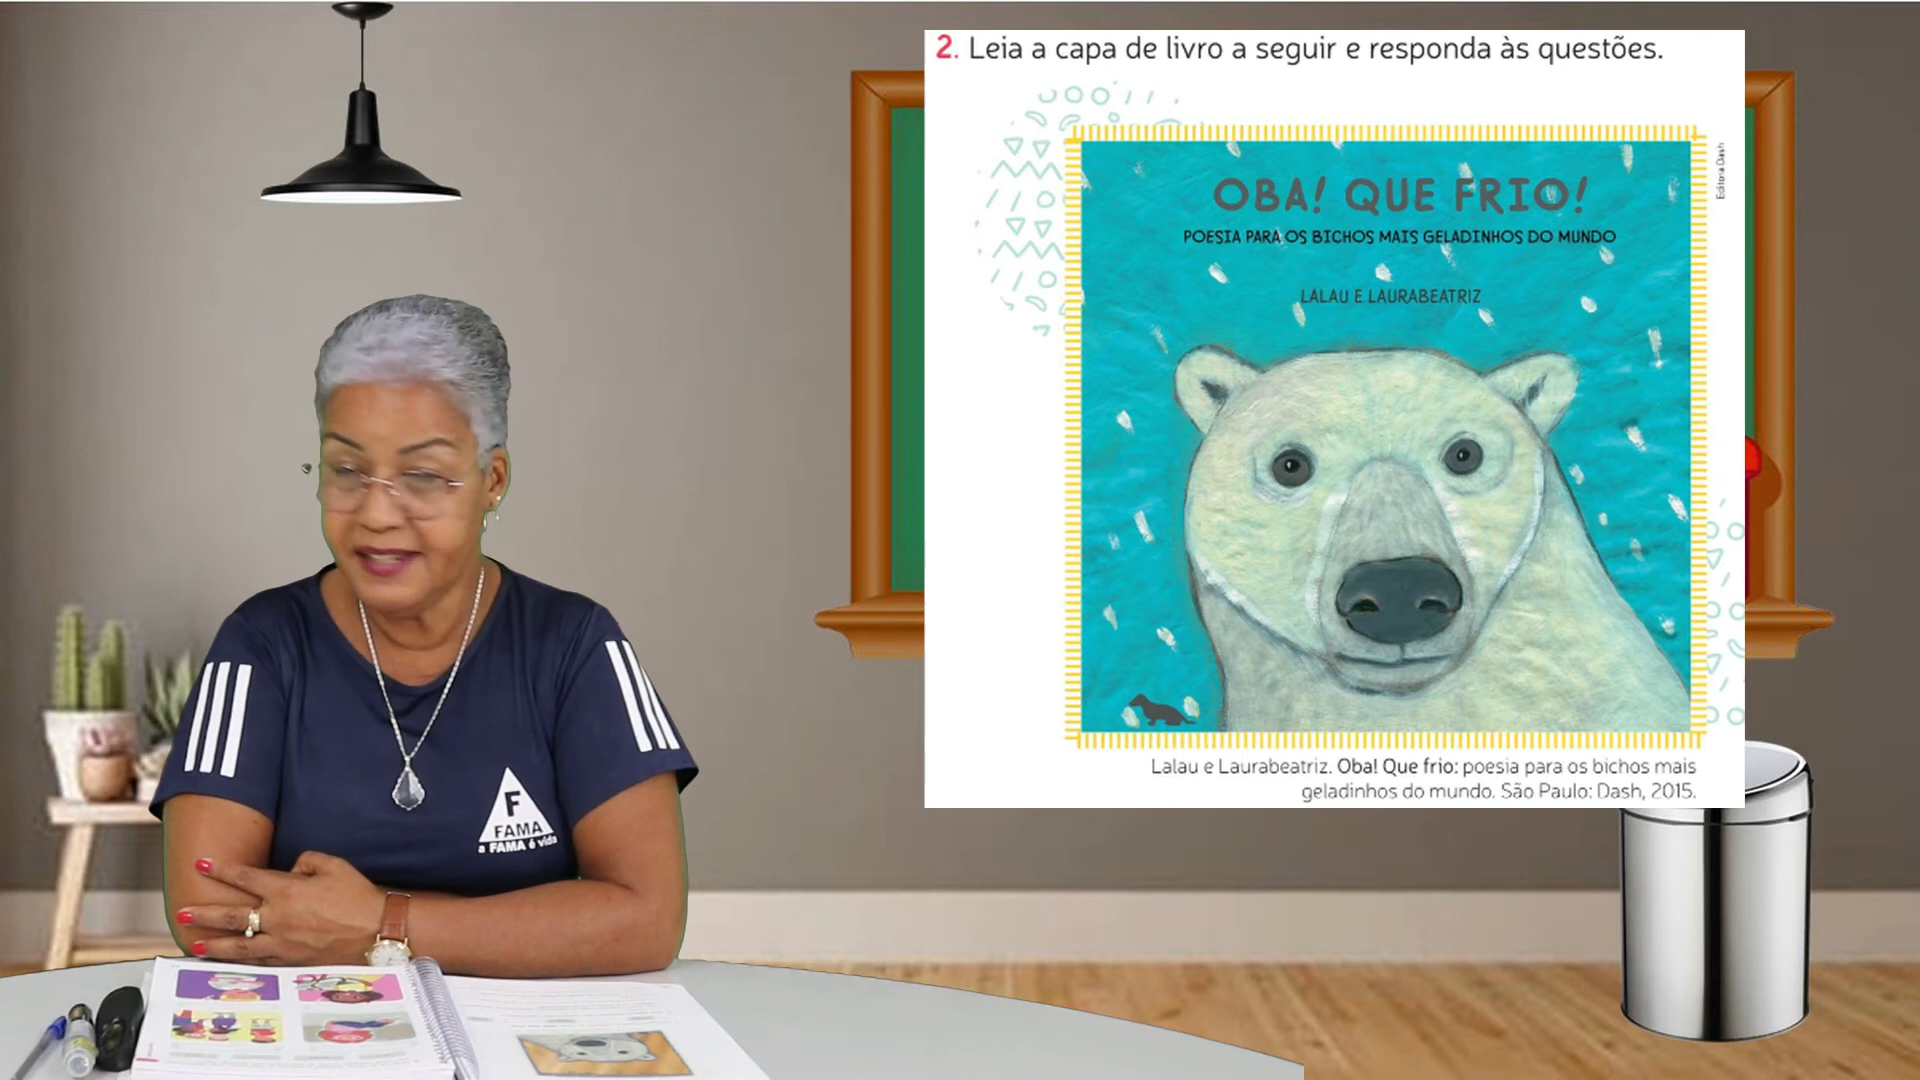 2. Leia a capa de livro a seguir e responda às questões.
Editora Dash
OBA! QUE FRIO!
POESIA PARA OS BICHOS MAIS GELADINHOS DO MUNDO
LALAU E LAURABEATRIZ
Lalau e Laurabeatriz. Oba! Que frio: poesia para os bichos mais
geladinhos do mundo. São Paulo: Dash, 2015.
F
FAMA
a FAMA é vida